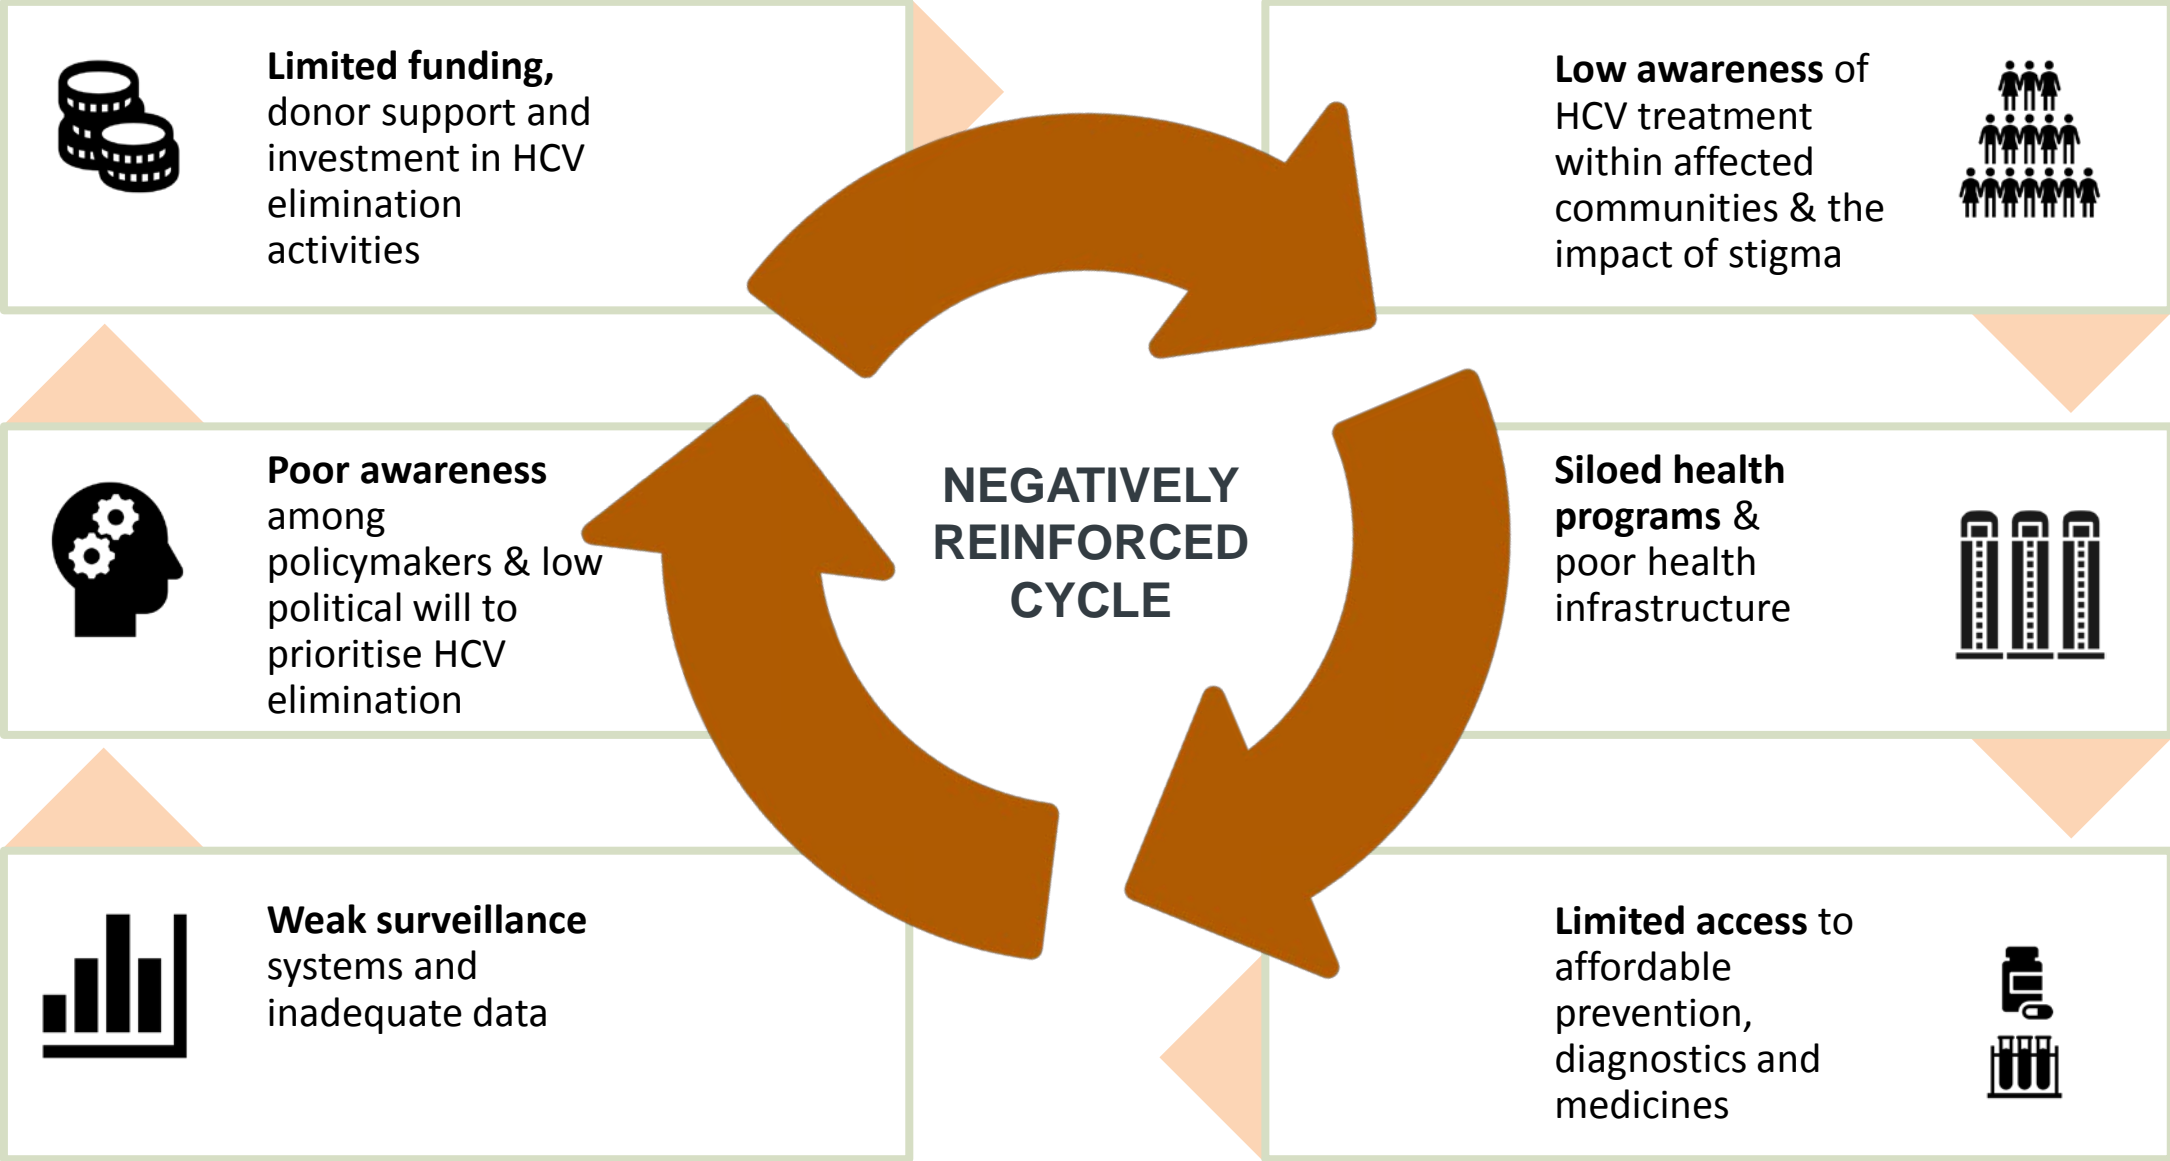 Limited funding,
donor support and
investment in HCV
elimination
activities
Low awareness of
HCV treatment
within affected
communities & the
impact of stigma
Poor awareness
among
policymakers & low
political will to
prioritise HCV
elimination
NEGATIVELY
REINFORCED
CYCLE
Siloed health
programs &
poor health
infrastructure
Weak surveillance
systems and
inadequate data
Limited access to
affordable
prevention,
diagnostics and
medicines